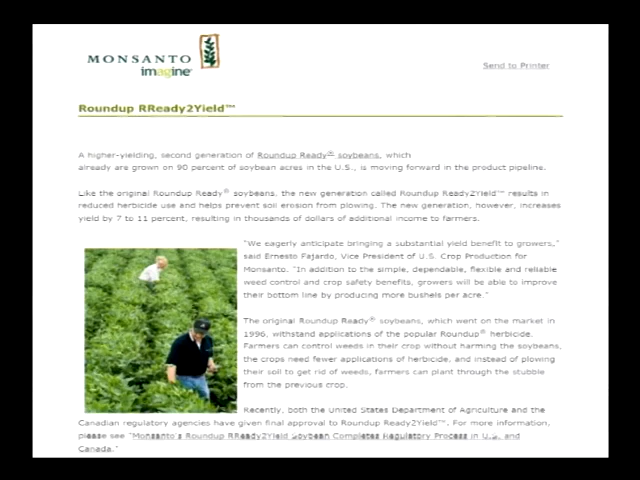 MONSANTO
imagine®
Send to Printer
Roundup RReady2Yield™
A higher-yielding, second generation of Roundup Ready® soybeans, which
already are grown on 90 percent of soybean acres in the U.S., is moving forward in the product pipeline.
Like the original Roundup Ready® soybeans, the new generation called Roundup Ready2Yield™ results in
reduced herbicide use and helps prevent soil erosion from plowing. The new generation, however, increases
yield by 7 to 11 percent, resulting in thousands of dollars of additional income to farmers.
"We eagerly anticipate bringing a substantial yield benefit to growers,"
said Ernesto Fajardo, Vice President of U.S. Crop Production for
Monsanto. "In addition to the simple, dependable, flexible and reliable
weed control and crop safety benefits, growers will be able to improve
their bottom line by producing more bushels per acre."
The original Roundup Ready® soybeans, which went on the market in
1996, withstand applications of the popular Roundup® herbicide.
Farmers can control weeds in their crop without harming the soybeans,
the crops need fewer applications of herbicide, and instead of plowing
their soil to get rid of weeds, farmers can plant through the stubble
from the previous crop.
Recently, both the United States Department of Agriculture and the
Canadian regulatory agencies have given final approval to Roundup Ready2Yield™. For more information,
please see "Monsanto's Roundup RReady2Yield Soybean Completes Regulatory Process in U.S. and
Canada."